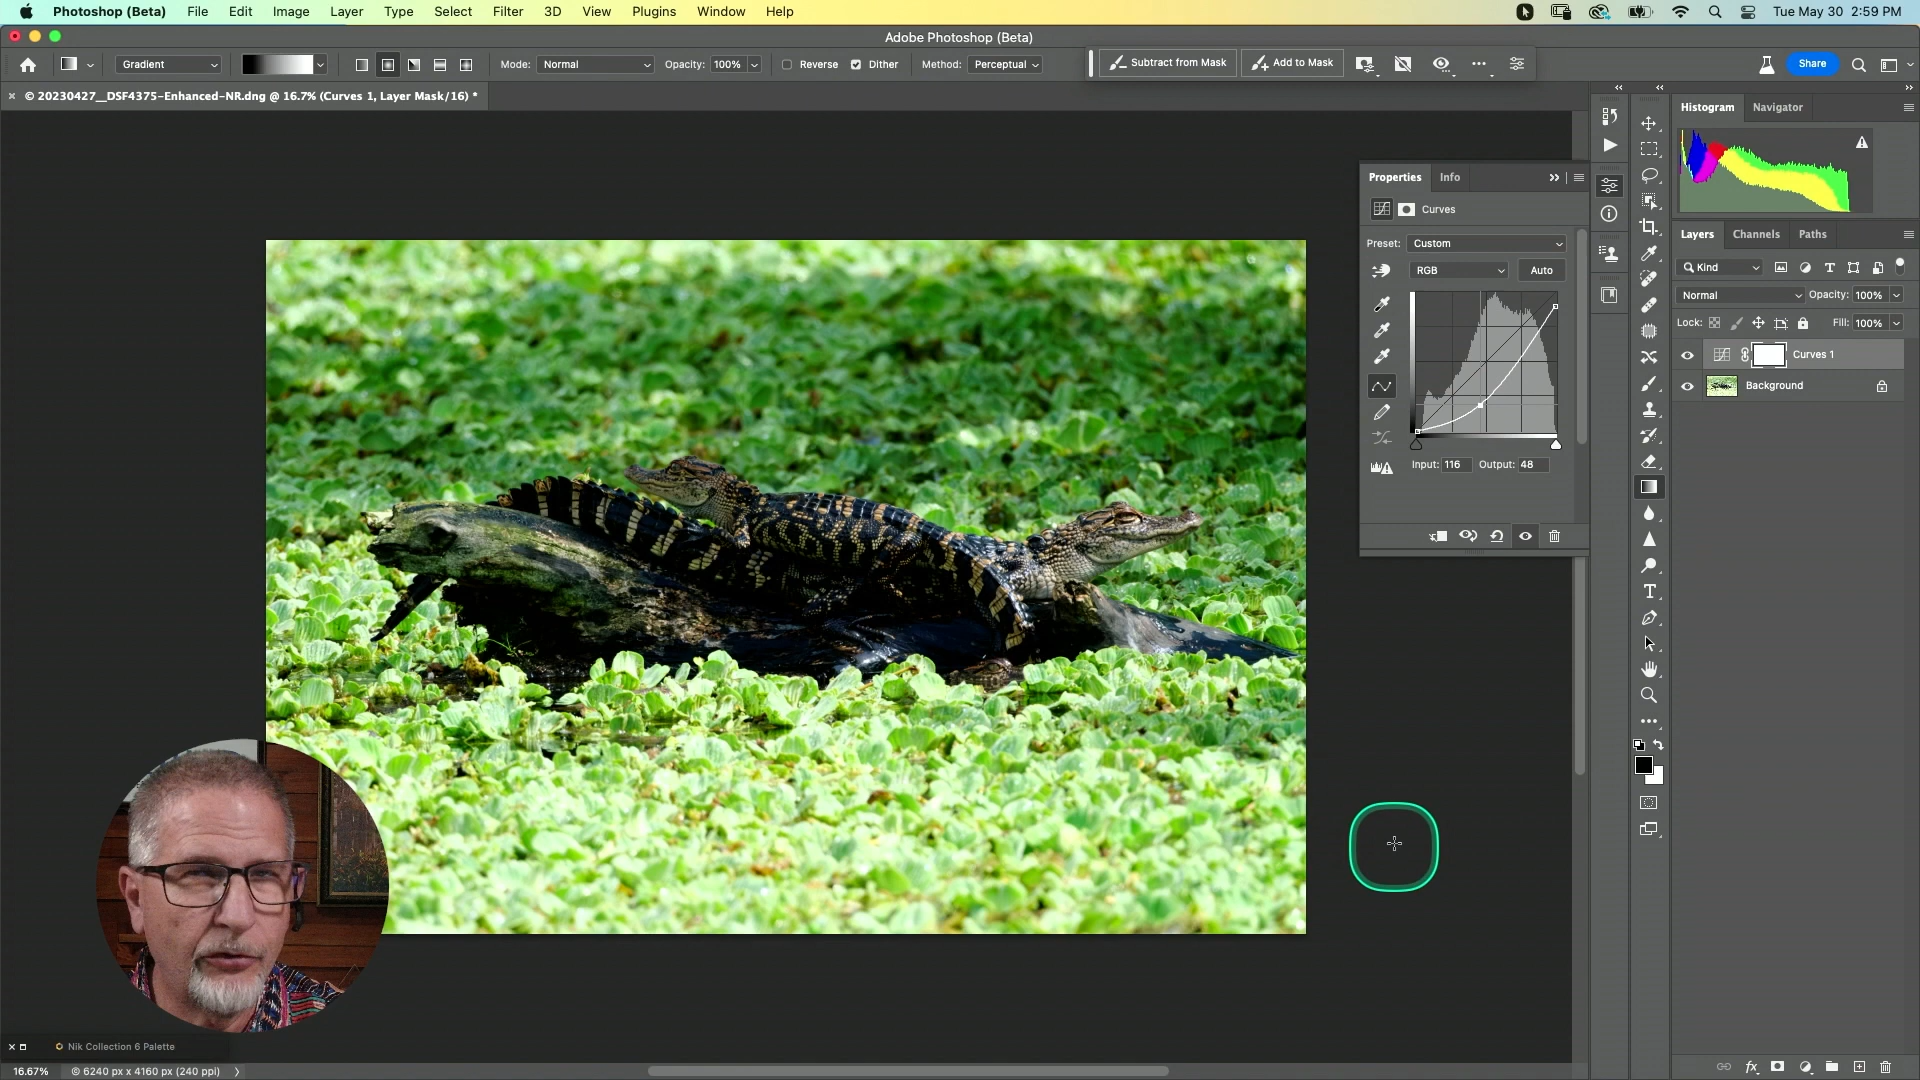 Photoshop (Beta) File Edit Image Layer Type Select Filter 3D View Plugins Window Help Tue May 30 2:59 PM
Adobe Photoshop (Beta)
Gradient Mode: Normal Opacity: 100% Reverse Dither Method: Perceptual Subtract from Mask Add to Mask Share
© 20230427__DSF4375-Enhanced-NR.dng @ 16.7% (Curves 1, Layer Mask/16) *
Histogram Navigator
Properties Info
Curves
Preset: Custom
RGB Auto
Input: 116 Output: 48
Layers Channels Paths
Kind
Normal Opacity: 100%
Lock: Fill: 100%
Curves 1
Background
Nik Collection 6 Palette
16.67% © 6240 px x 4160 px (240 ppi)